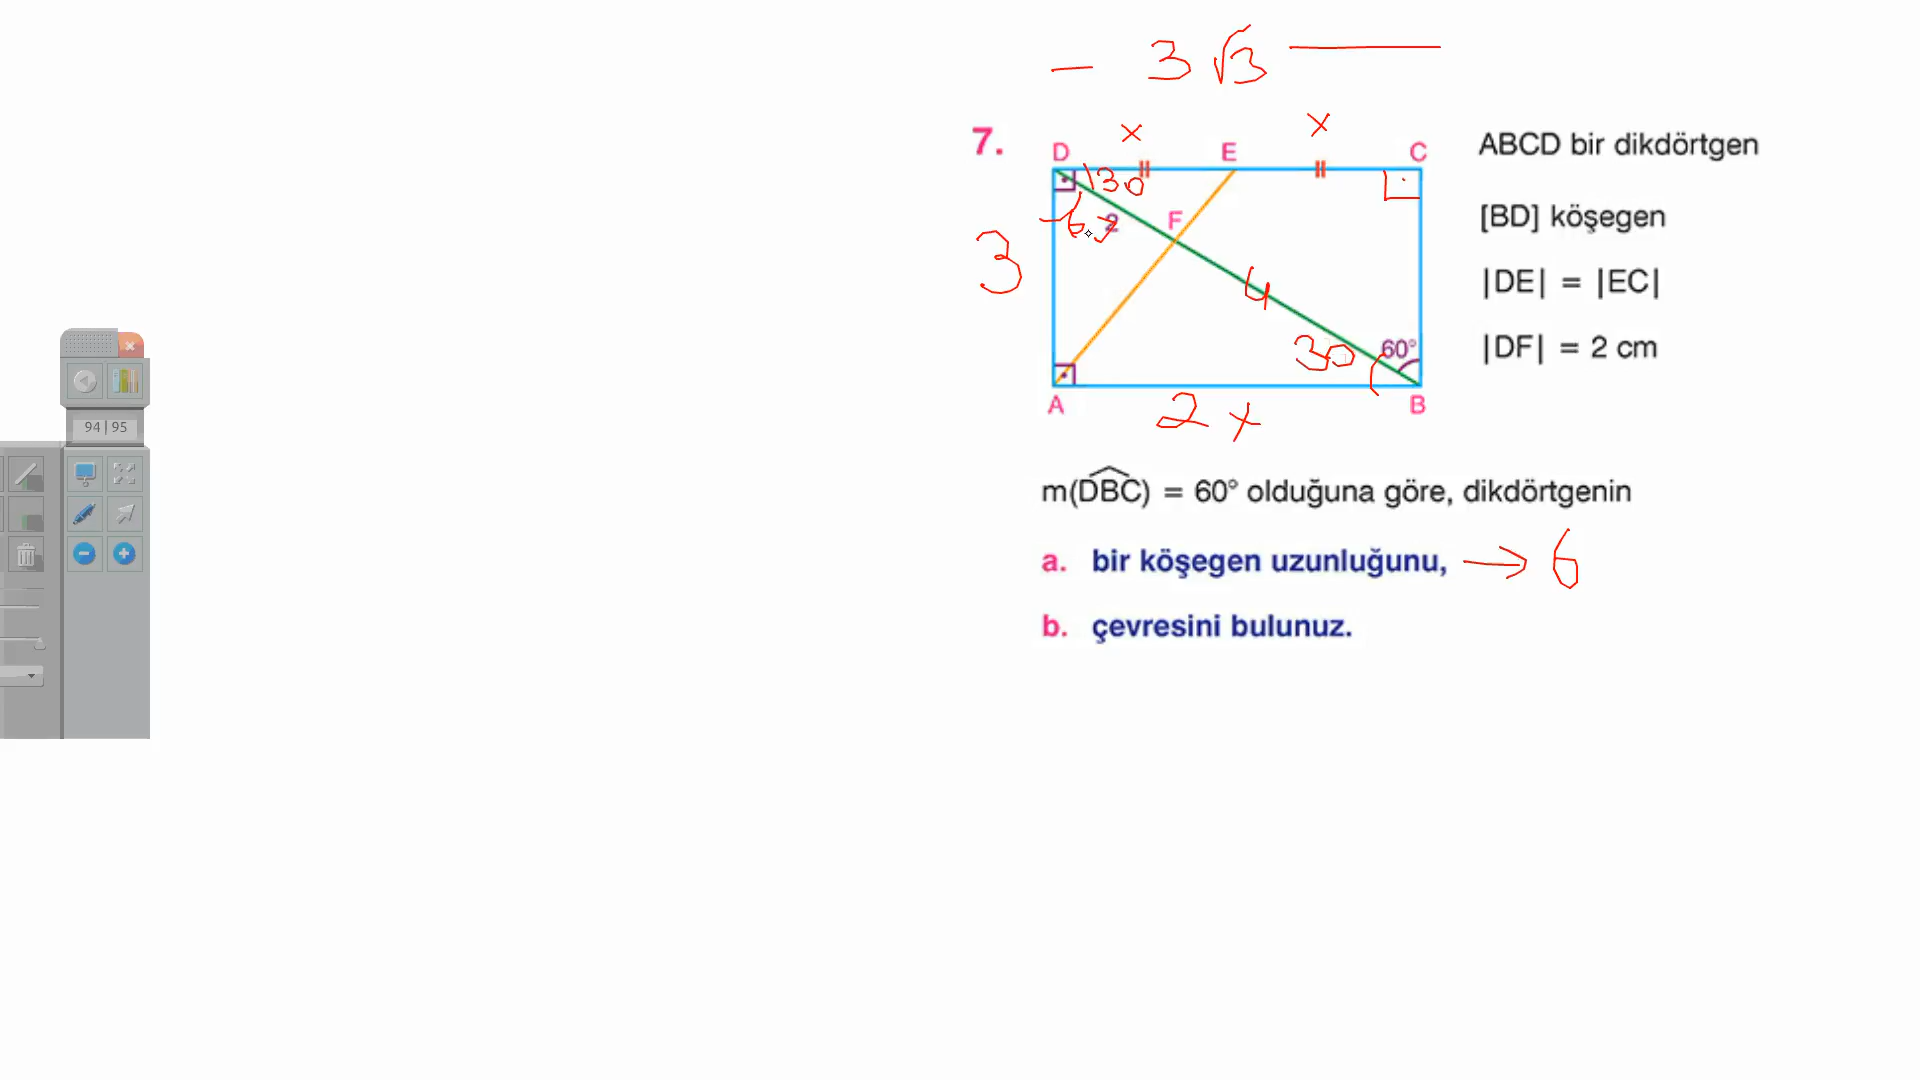 3 √3
x x
7.
D E C
ABCD bir dikdörtgen
30
2 F
3
[BD] köşegen
4
|DE| = |EC|
30 60°
|DF| = 2 cm
A B
2x
94|95
m(DBC) = 60° olduğuna göre, dikdörtgenin
a. bir köşegen uzunluğunu, → 6
b. çevresini bulunuz.